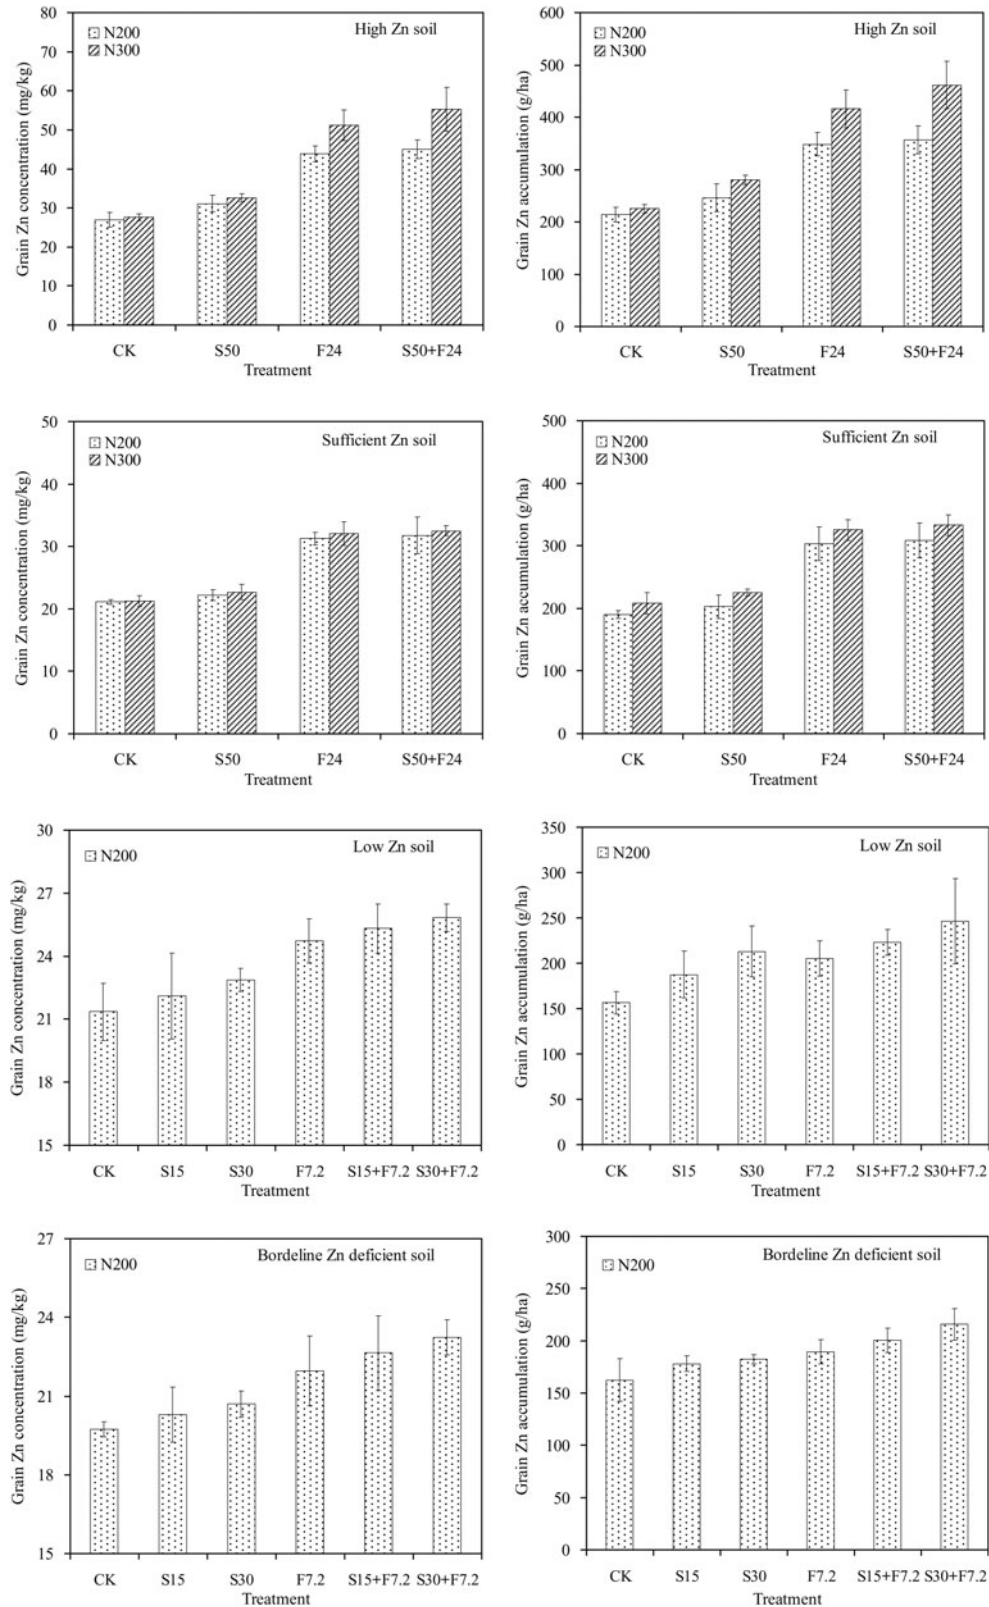 Grain Zn concentration (mg/kg)
80
70
60
50
40
30
20
10
0
N200
N300
High Zn soil
CK S50 F24 S50+F24
Treatment
Grain Zn accumulation (g/ha)
600
500
400
300
200
100
0
N200
N300
High Zn soil
CK S50 F24 S50+F24
Treatment
Grain Zn concentration (mg/kg)
50
40
30
20
10
0
N200
N300
Sufficient Zn soil
CK S50 F24 S50+F24
Treatment
Grain Zn accumulation (g/ha)
500
400
300
200
100
0
N200
N300
Sufficient Zn soil
CK S50 F24 S50+F24
Treatment
Grain Zn concentration (mg/kg)
30
27
24
21
18
15
N200
Low Zn soil
CK S15 S30 F7.2 S15+F7.2 S30+F7.2
Treatment
Grain Zn accumulation (g/ha)
350
300
250
200
150
100
50
0
N200
Low Zn soil
CK S15 S30 F7.2 S15+F7.2 S30+F7.2
Treatment
Grain Zn concentration (mg/kg)
27
24
21
18
15
N200
Bordeline Zn deficient soil
CK S15 S30 F7.2 S15+F7.2 S30+F7.2
Treatment
Grain Zn accumulation (g/ha)
300
250
200
150
100
50
0
N200
Bordeline Zn deficient soil
CK S15 S30 F7.2 S15+F7.2 S30+F7.2
Treatment